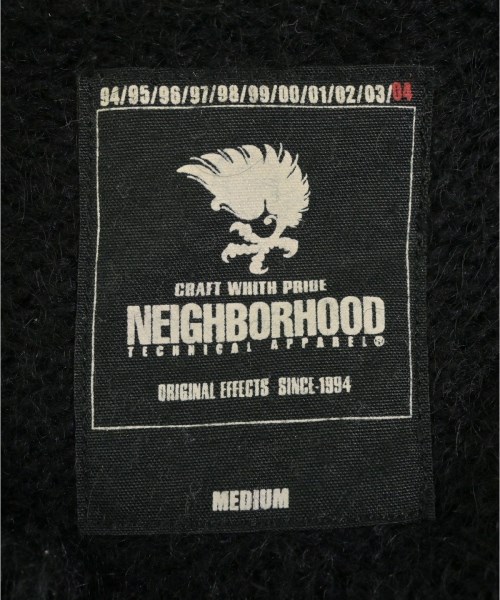 94/95/96/97/98/99/00/01/02/03/04
CRAFT WHITH PRIDE
NEIGHBORHOOD
TECHNICAL APPAREL®
ORIGINAL EFFECTS SINCE-1994
MEDIUM